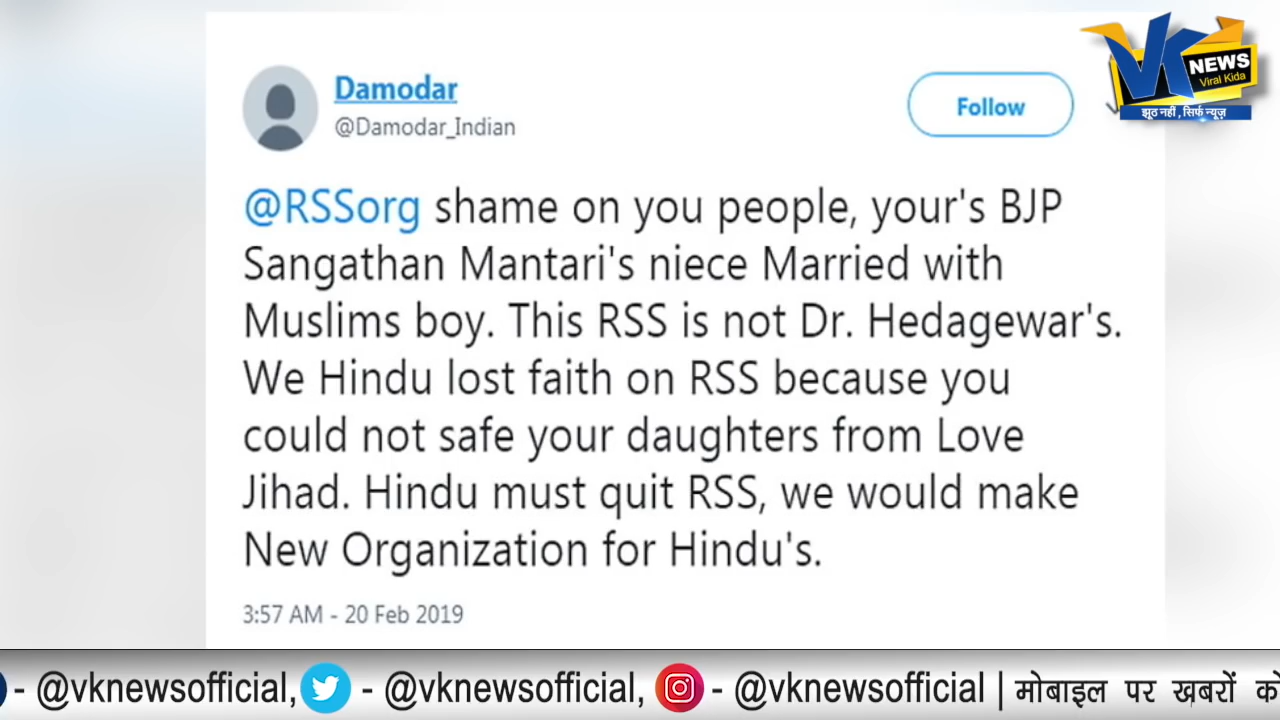 Damodar
@Damodar_Indian
Follow
VK NEWS
Viral Kida
झूठ नहीं, सिर्फ न्यूज़
@RSSorg shame on you people, your's BJP
Sangathan Mantari's niece Married with
Muslims boy. This RSS is not Dr. Hedagewar's.
We Hindu lost faith on RSS because you
could not safe your daughters from Love
Jihad. Hindu must quit RSS, we would make
New Organization for Hindu's.
3:57 AM - 20 Feb 2019
- @vknewsofficial, - @vknewsofficial, - @vknewsofficial | मोबाइल पर ख़बरों को